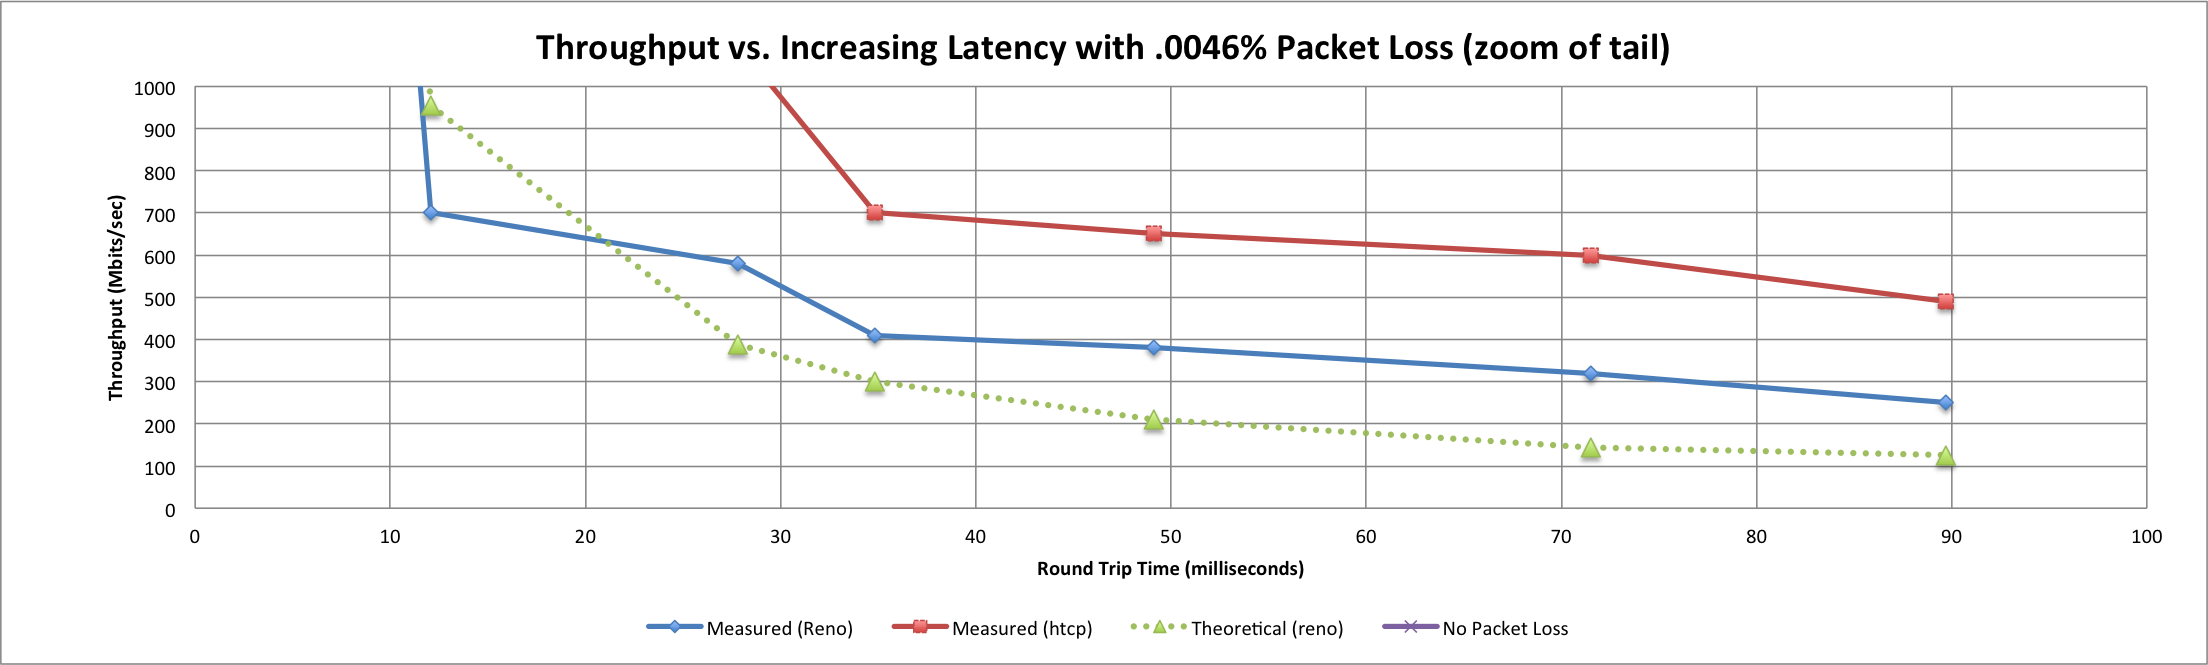 Throughput vs. Increasing Latency with .0046% Packet Loss (zoom of tail)
Throughput (Mbits/sec)
1000
900
800
700
600
500
400
300
200
100
0
0 10 20 30 40 50 60 70 80 90 100
Round Trip Time (milliseconds)
Measured (Reno) Measured (htcp) Theoretical (reno) No Packet Loss